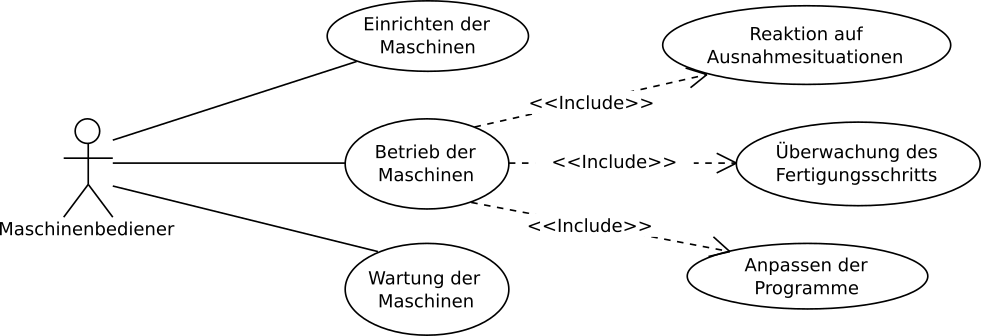 Einrichten der
Maschinen
Reaktion auf
Ausnahmesituationen
<<Include>>
Betrieb der
Maschinen
<<Include>>
Überwachung des
Fertigungsschritts
Maschinenbediener
<<Include>>
Wartung der
Maschinen
Anpassen der
Programme